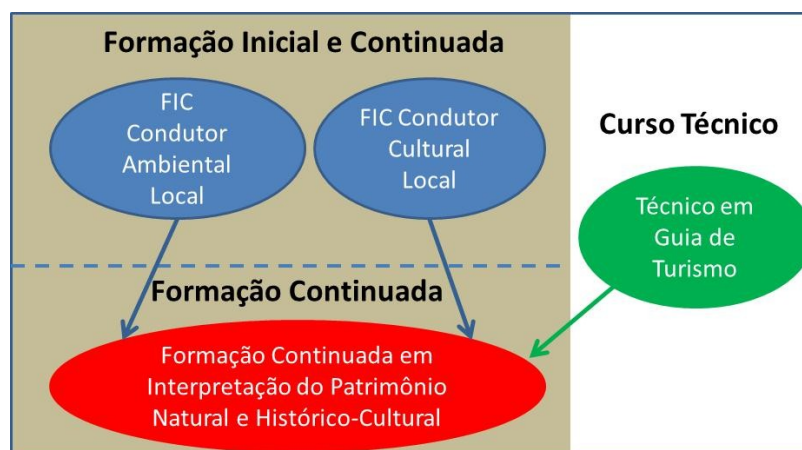 Formação Inicial e Continuada
FIC
Condutor
Ambiental
Local
FIC Condutor
Cultural
Local
Curso Técnico
Técnico em
Guia de
Turismo
Formação Continuada
Formação Continuada em
Interpretação do Patrimônio
Natural e Histórico-Cultural